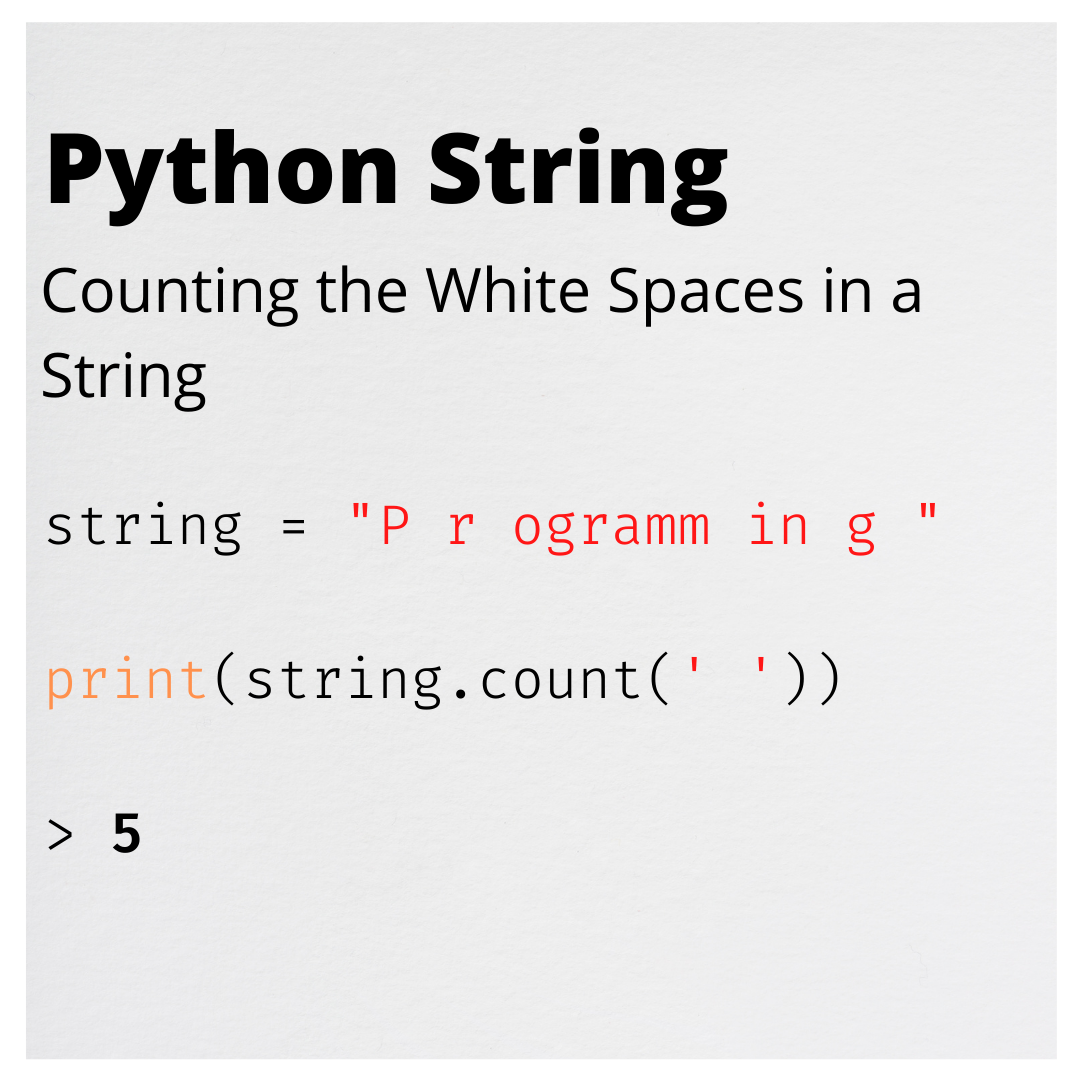 Python String
Counting the White Spaces in a
String
string = "P r ogramm in g "
print(string.count(' '))
> 5